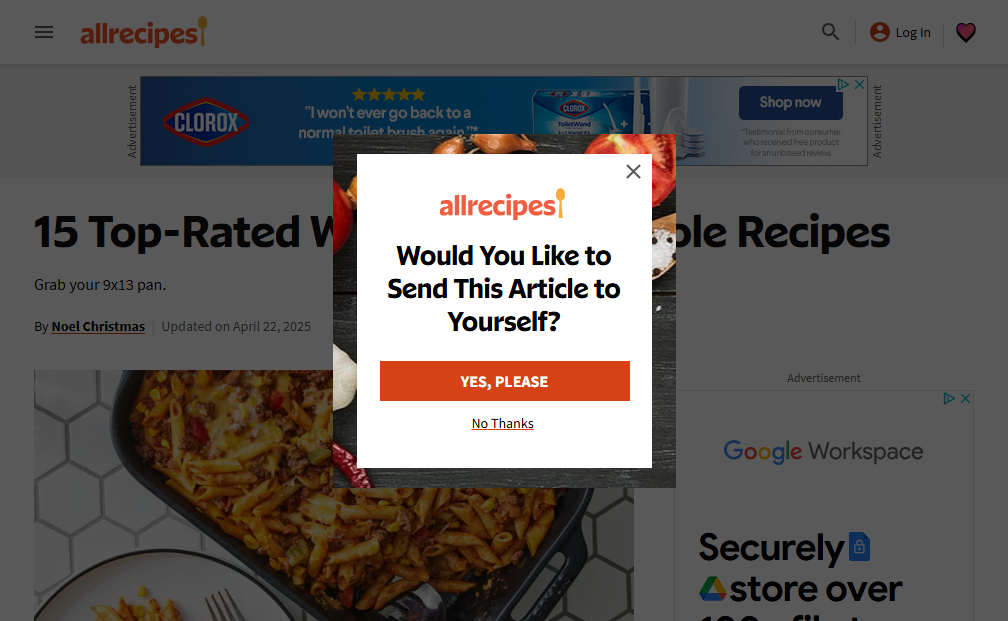 allrecipes
Log In
Advertisement
CLOROX
"I won't ever go back to a
normal toilet brush again."*
CLOROX
ToiletWand
Shop now
*Testimonial from consumer
who received free product
for an unbiased review.
Advertisement
15 Top-Rated
ole Recipes
Grab your 9x13 pan.
By Noel Christmas
Updated on April 22, 2025
allrecipes
Would You Like to
Send This Article to
Yourself?
YES, PLEASE
No Thanks
Advertisement
Google Workspace
Securely
store over